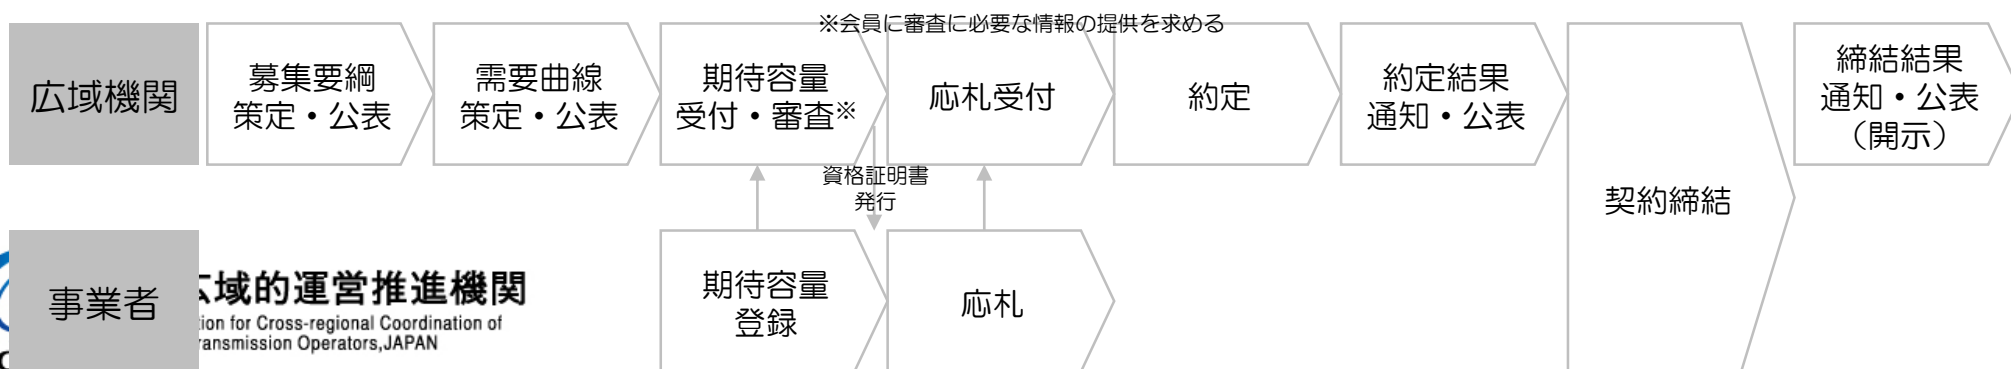 ※会員に審査に必要な情報の提供を求める
広域機関
募集要綱
策定・公表
需要曲線
策定・公表
期待容量
受付・審査※
応札受付
約定
約定結果
通知・公表
契約締結
締結結果
通知・公表
(開示)
資格証明書
発行
事業者
期待容量
登録
応札
域的運営推進機関
ion for Cross-regional Coordination of
ansmission Operators,JAPAN